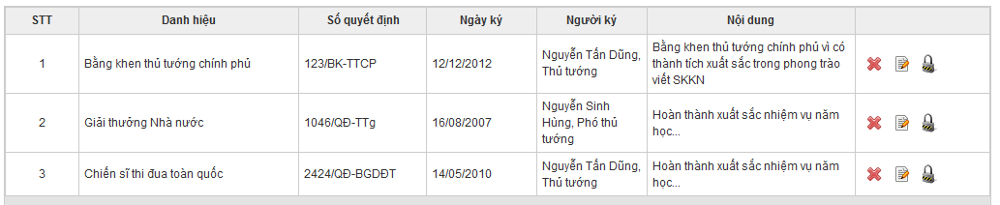 STT Danh hiệu Số quyết định Ngày ký Người ký Nội dung
1 Bằng khen thủ tướng chính phủ 123/BK-TTCP 12/12/2012 Nguyễn Tấn Dũng, Thủ tướng Bằng khen thủ tướng chính phủ vì có thành tích xuất sắc trong phong trào viết SKKN
2 Giải thưởng Nhà nước 1046/QĐ-TTg 16/08/2007 Nguyễn Sinh Hùng, Phó thủ tướng Hoàn thành xuất sắc nhiệm vụ năm học...
3 Chiến sĩ thi đua toàn quốc 2424/QĐ-BGDĐT 14/05/2010 Nguyễn Tấn Dũng, Thủ tướng Hoàn thành xuất sắc nhiệm vụ năm học...